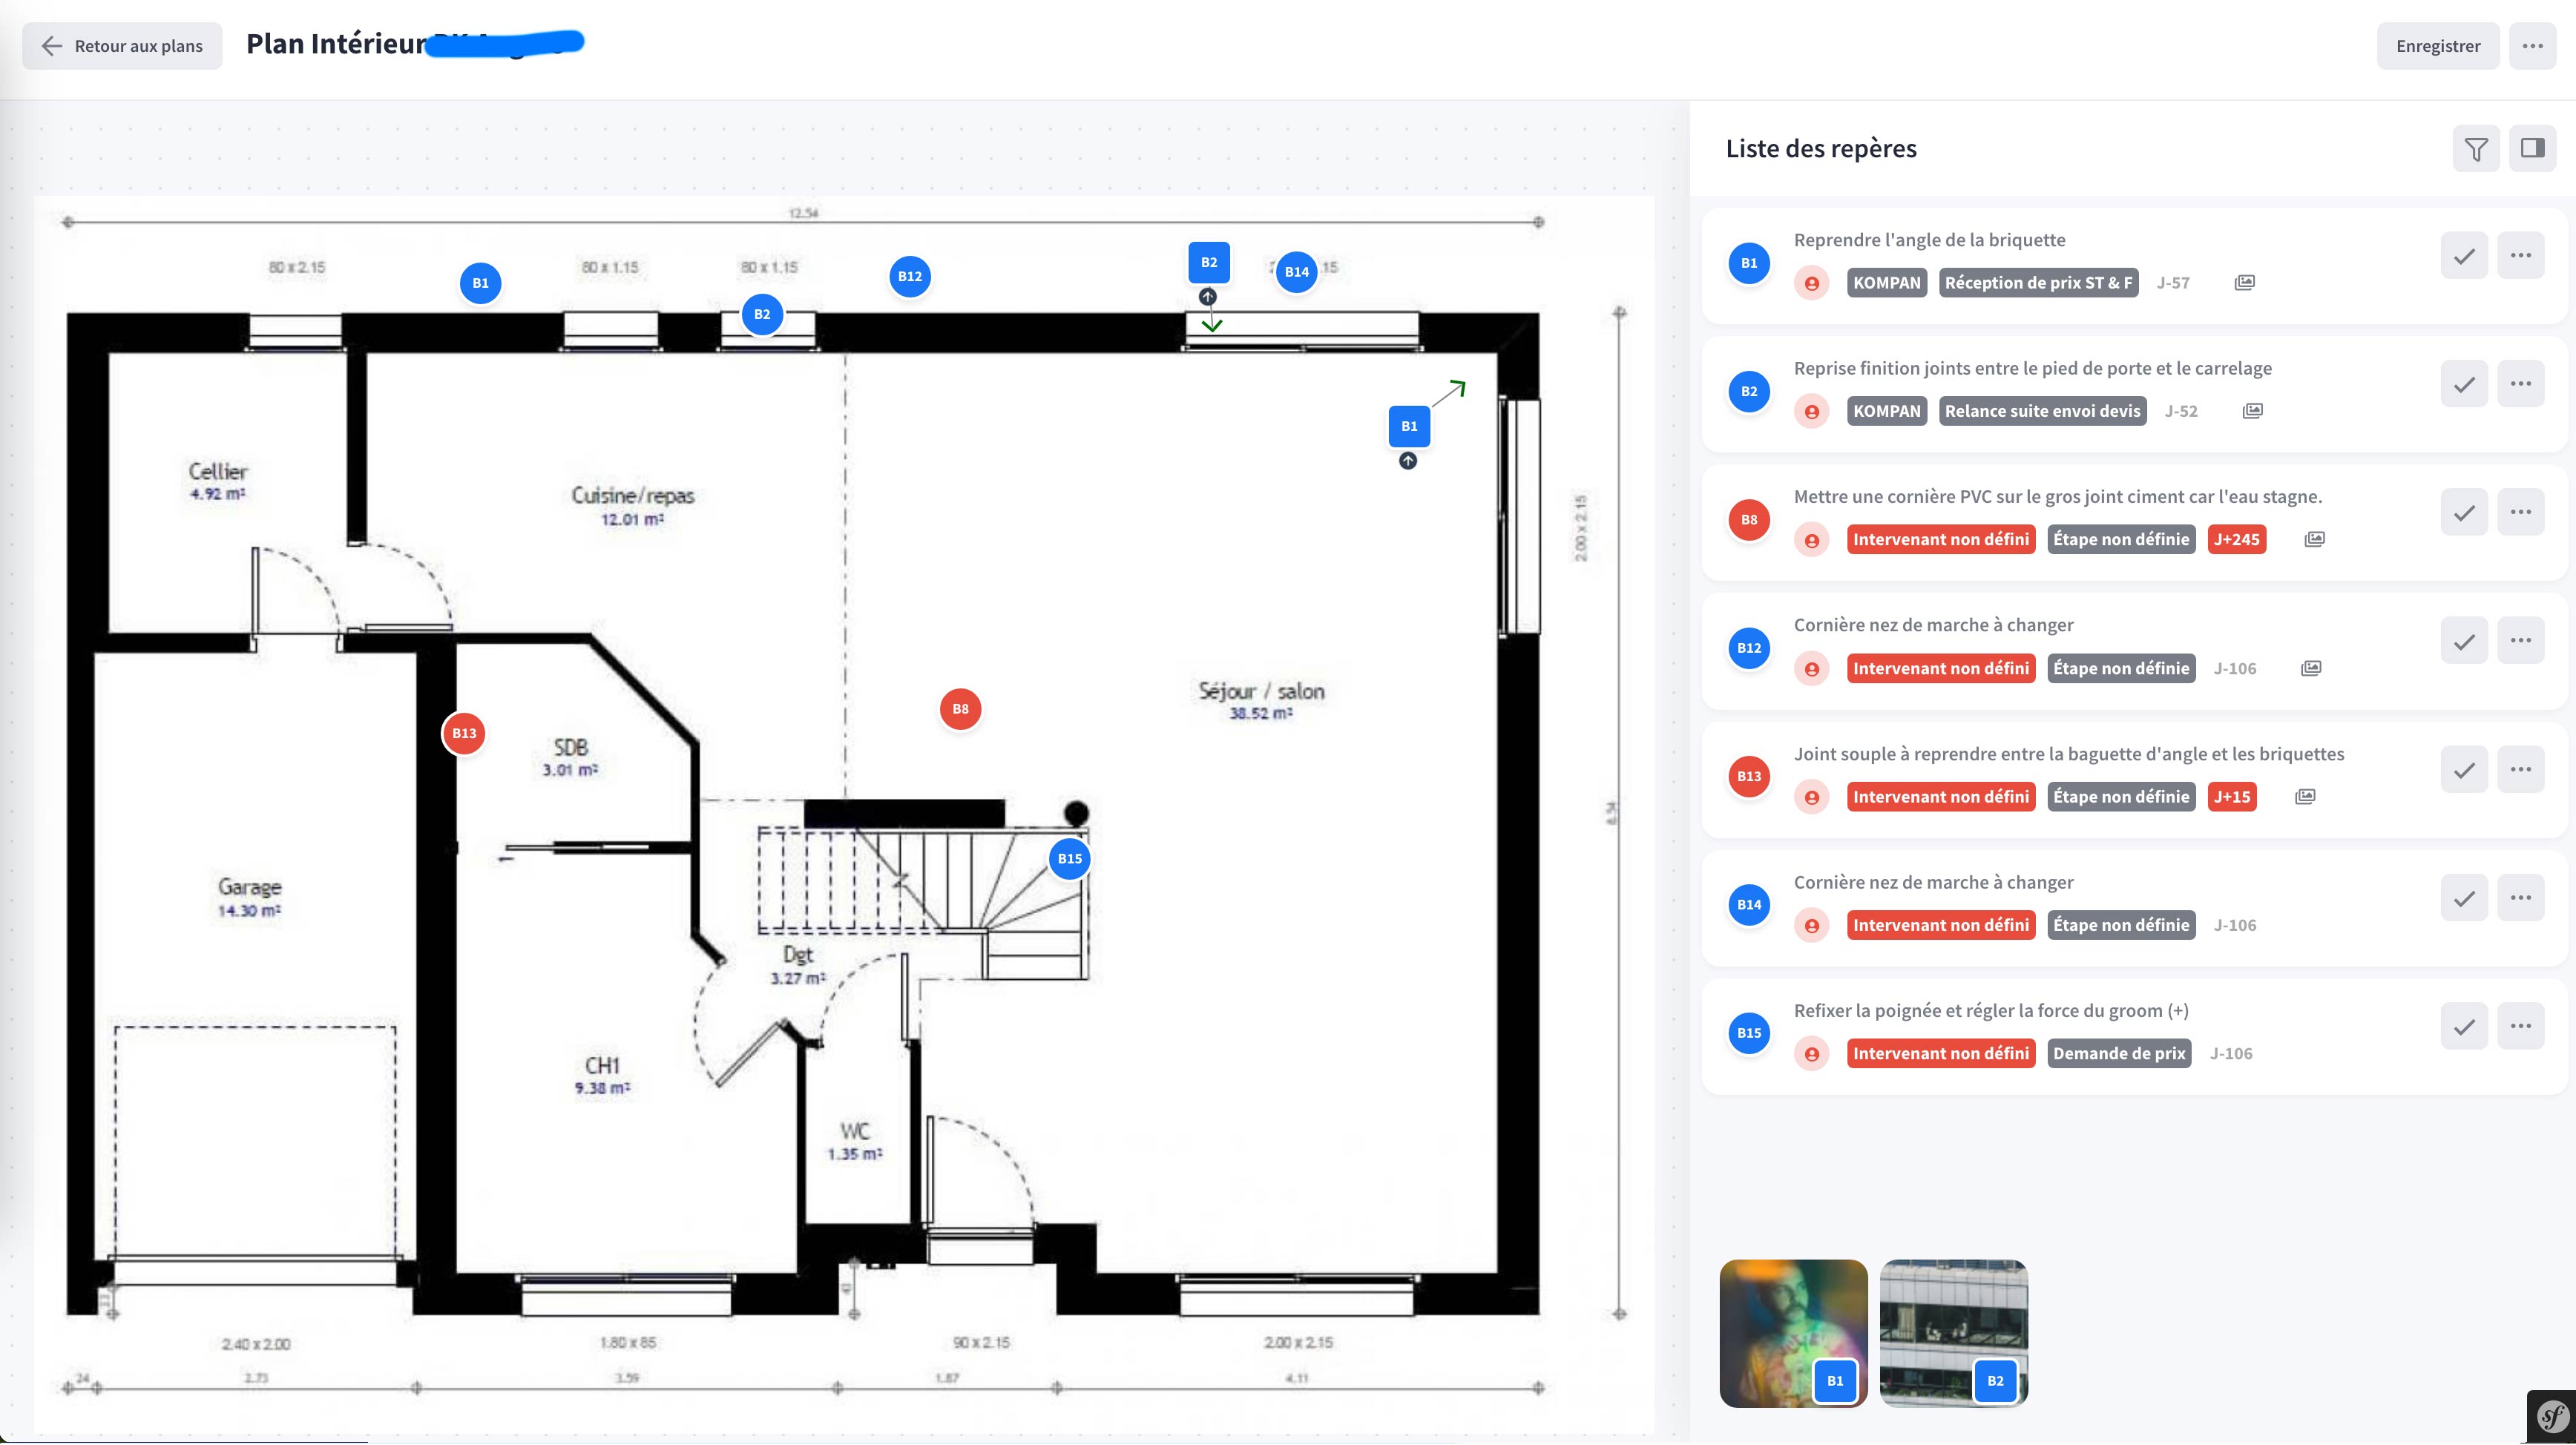 Retour aux plans
Plan Intérieur
Enregistrer
12.54
80 x 2.15
80 x 1.15
80 x 1.15
B1
B2
B12
B2
B14
B1
Cellier
4.92 m²
Cuisine/repas
12.01 m²
2.00 x 2.15
Séjour / salon
38.52 m²
B8
B13
SDB
3.01 m²
B15
Garage
14.30 m²
Dgt
3.27 m²
CH1
9.38 m²
WC
1.35 m²
2.40 x 2.00
1.80 x 85
90 x 2.15
2.00 x 2.15
24
2.73
3.59
1.87
4.11
Liste des repères
B1
Reprendre l'angle de la briquette
KOMPAN Réception de prix ST & F J-57
B2
Reprise finition joints entre le pied de porte et le carrelage
KOMPAN Relance suite envoi devis J-52
B8
Mettre une cornière PVC sur le gros joint ciment car l'eau stagne.
Intervenant non défini Étape non définie J+245
B12
Cornière nez de marche à changer
Intervenant non défini Étape non définie J-106
B13
Joint souple à reprendre entre la baguette d'angle et les briquettes
Intervenant non défini Étape non définie J+15
B14
Cornière nez de marche à changer
Intervenant non défini Étape non définie J-106
B15
Refixer la poignée et régler la force du groom (+)
Intervenant non défini Demande de prix J-106
B1
B2
sf